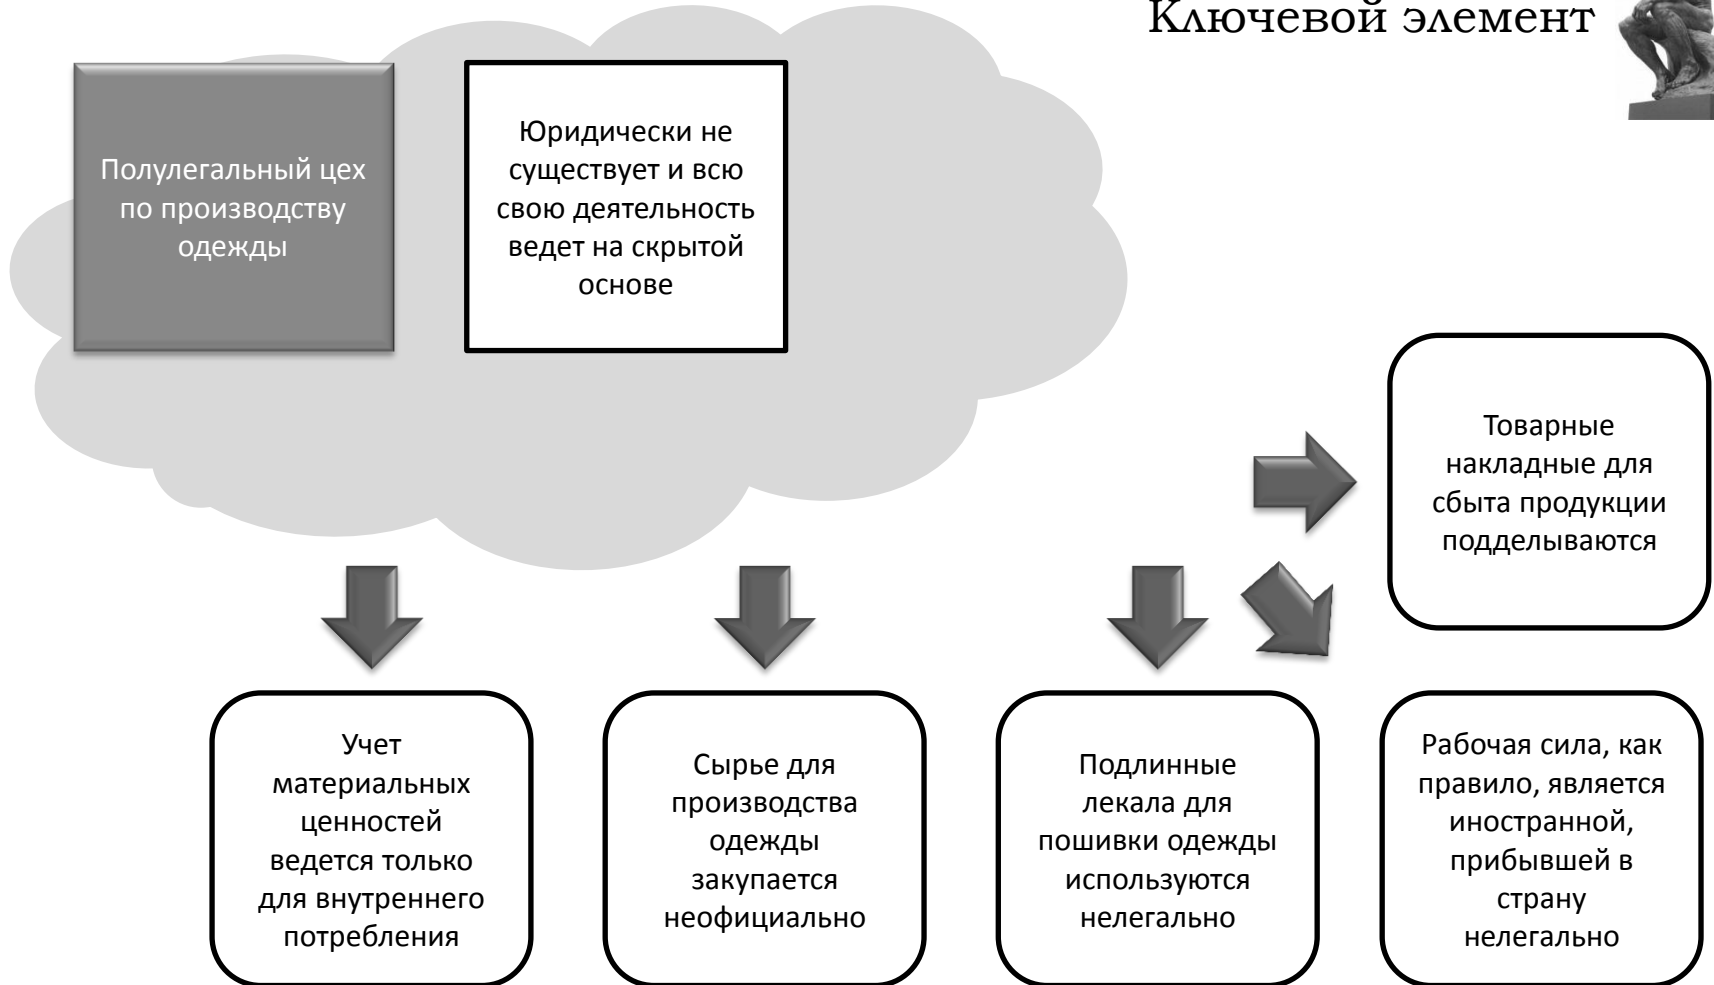 Ключевой элемент
Полулегальный цех
по производству
одежды
Юридически не
существует и всю
свою деятельность
ведет на скрытой
основе
Товарные
накладные для
сбыта продукции
подделываются
Учет
материальных
ценностей
ведется только
для внутреннего
потребления
Сырье для
производства
одежды
закупается
неофициально
Подлинные
лекала для
пошивки одежды
используются
нелегально
Рабочая сила, как
правило, является
иностранной,
прибывшей в
страну
нелегально